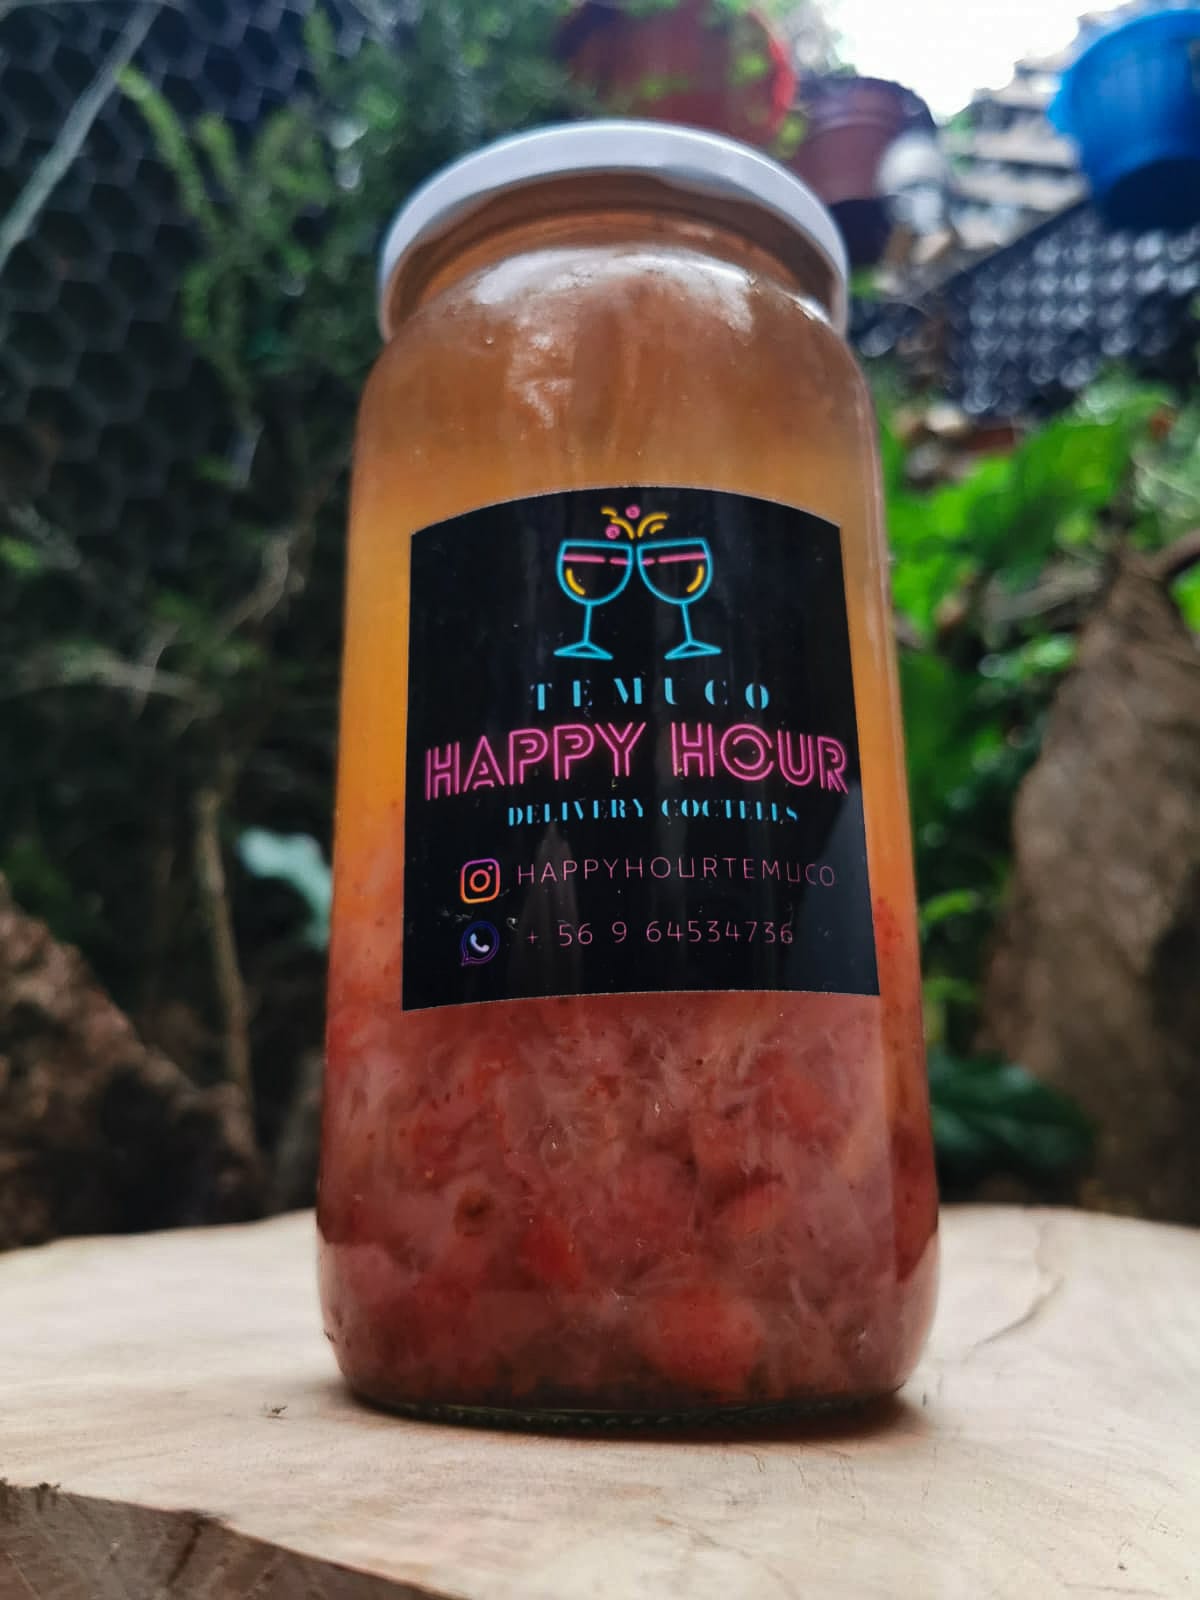 TEMUCO
HAPPY HOUR
DELIVERY COCTELLS
HAPPYHOURTEMUCO
+ 56 9 64534736